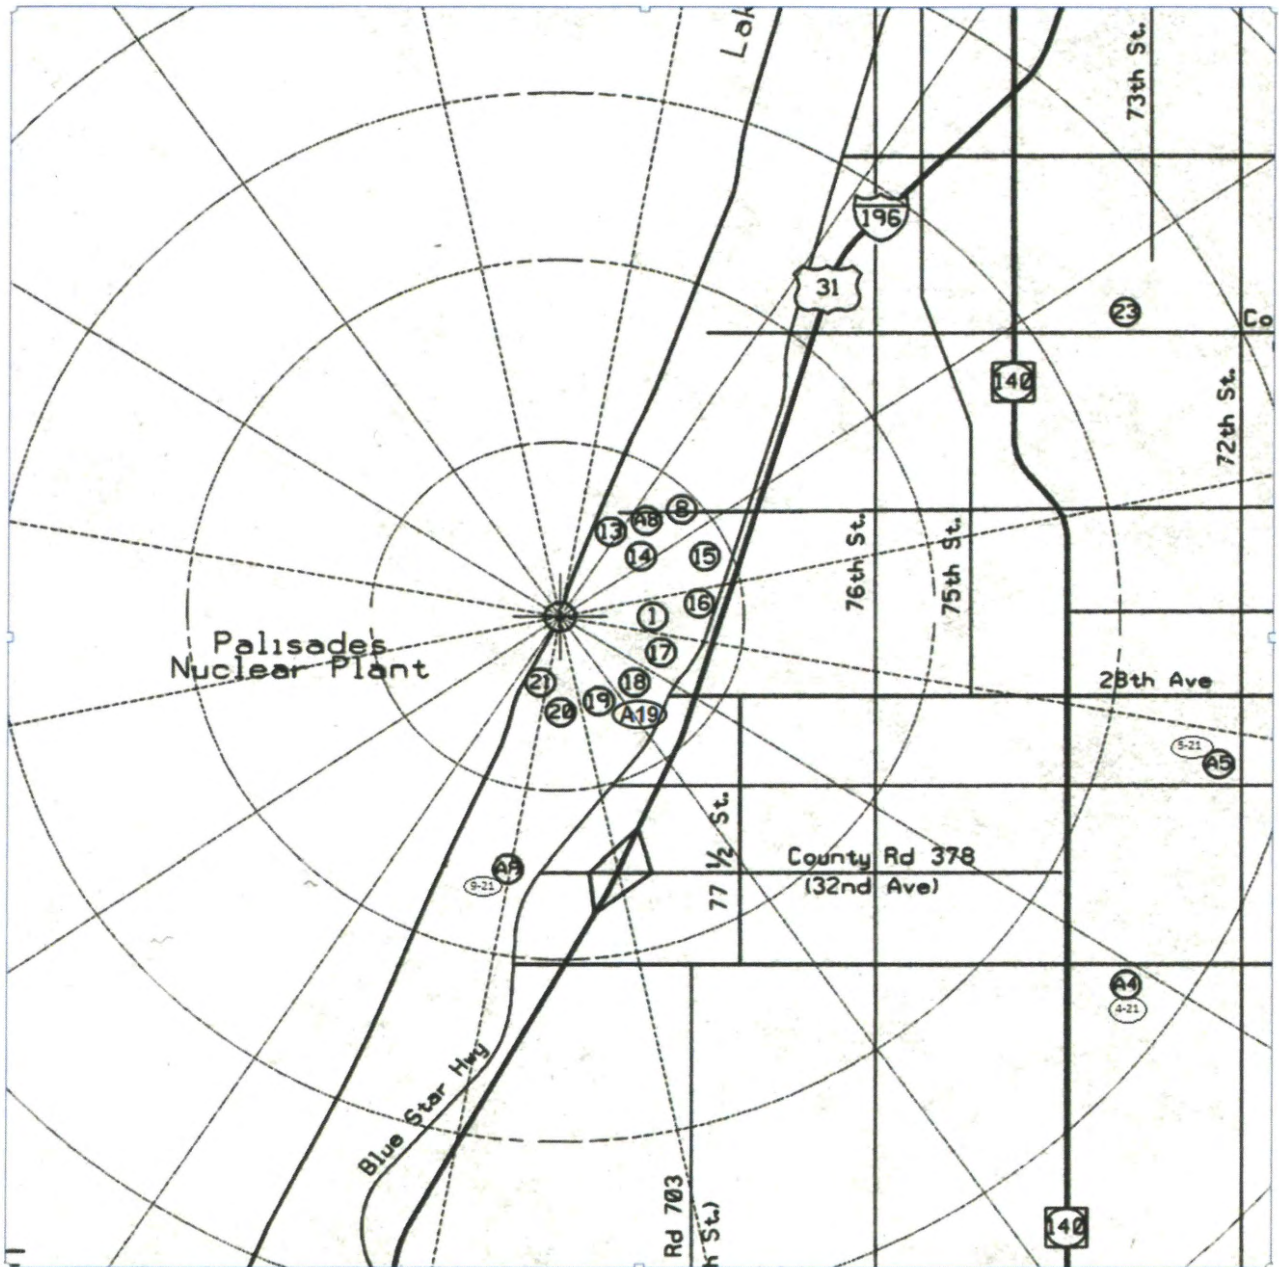 Lak
73th St.
196
31
23
Co
140
72th St.
13
A8
8
14
15
76th St.
75th St.
16
1
Palisades
Nuclear Plant
17
21
18
28th Ave
19
20
A19
5-21
A5
77 1/2 St.
County Rd 378
(32nd Ave)
A9
9-21
A4
4-21
Blue Star Hwy
Rd 703
h St.)
140